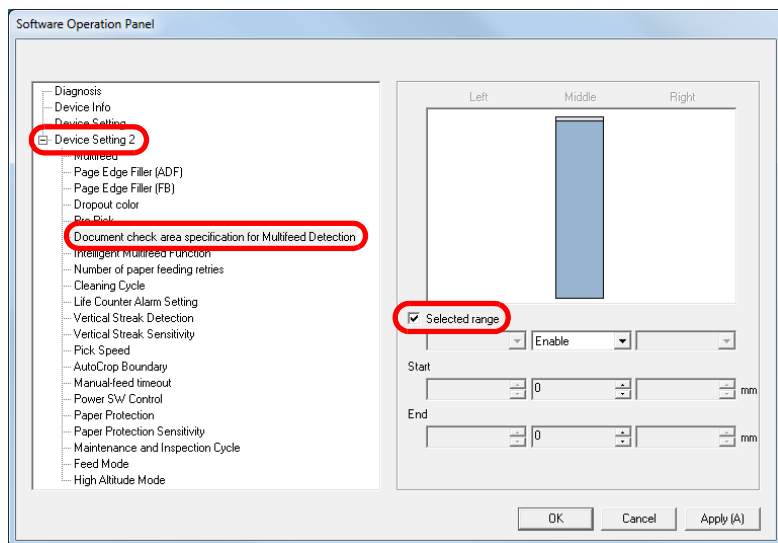 Software Operation Panel
Diagnosis
Device Info
Device Setting
Device Setting 2
Multifeed
Page Edge Filler (ADF)
Page Edge Filler (FB)
Dropout color
Pre-Pick
Document check area specification for Multifeed Detection
Intelligent Multifeed Function
Number of paper feeding retries
Cleaning Cycle
Life Counter Alarm Setting
Vertical Streak Detection
Vertical Streak Sensitivity
Pick Speed
AutoCrop Boundary
Manual-feed timeout
Power SW Control
Paper Protection
Paper Protection Sensitivity
Maintenance and Inspection Cycle
Feed Mode
High Altitude Mode
Left Middle Right
Selected range
Enable
Start
0 mm
End
0 mm
OK Cancel Apply (A)